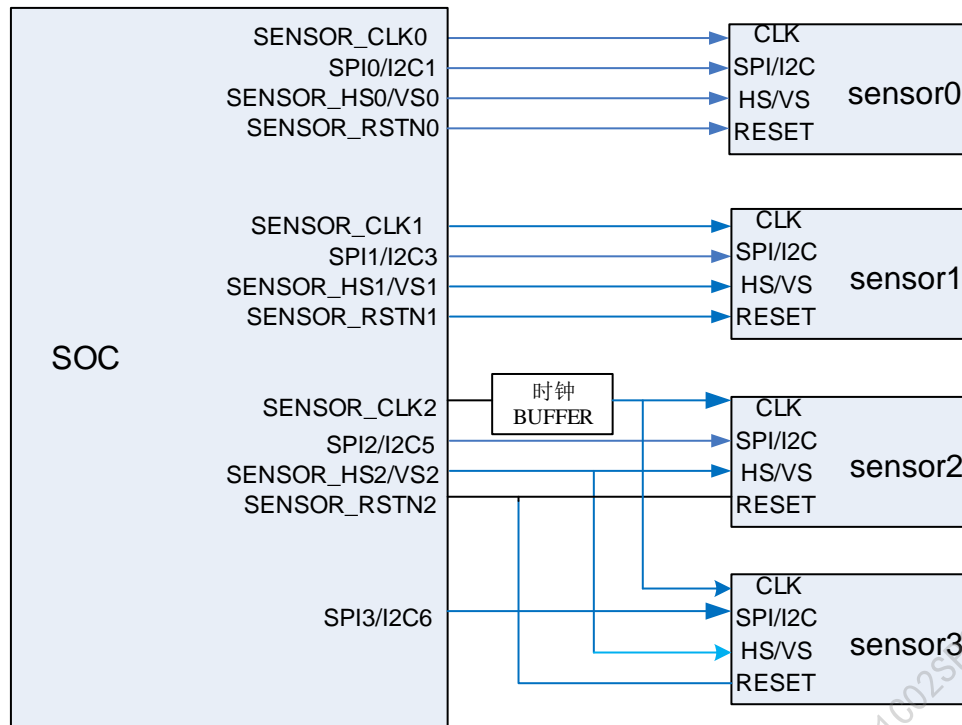 SENSOR_CLK0
SPI0/I2C1
SENSOR_HS0/VS0
SENSOR_RSTN0
CLK
SPI/I2C
HS/VS
RESET
sensor0
SENSOR_CLK1
SPI1/I2C3
SENSOR_HS1/VS1
SENSOR_RSTN1
CLK
SPI/I2C
HS/VS
RESET
sensor1
SOC
SENSOR_CLK2
SPI2/I2C5
SENSOR_HS2/VS2
SENSOR_RSTN2
时钟
BUFFER
CLK
SPI/I2C
HS/VS
RESET
sensor2
SPI3/I2C6
CLK
SPI/I2C
HS/VS
RESET
sensor3